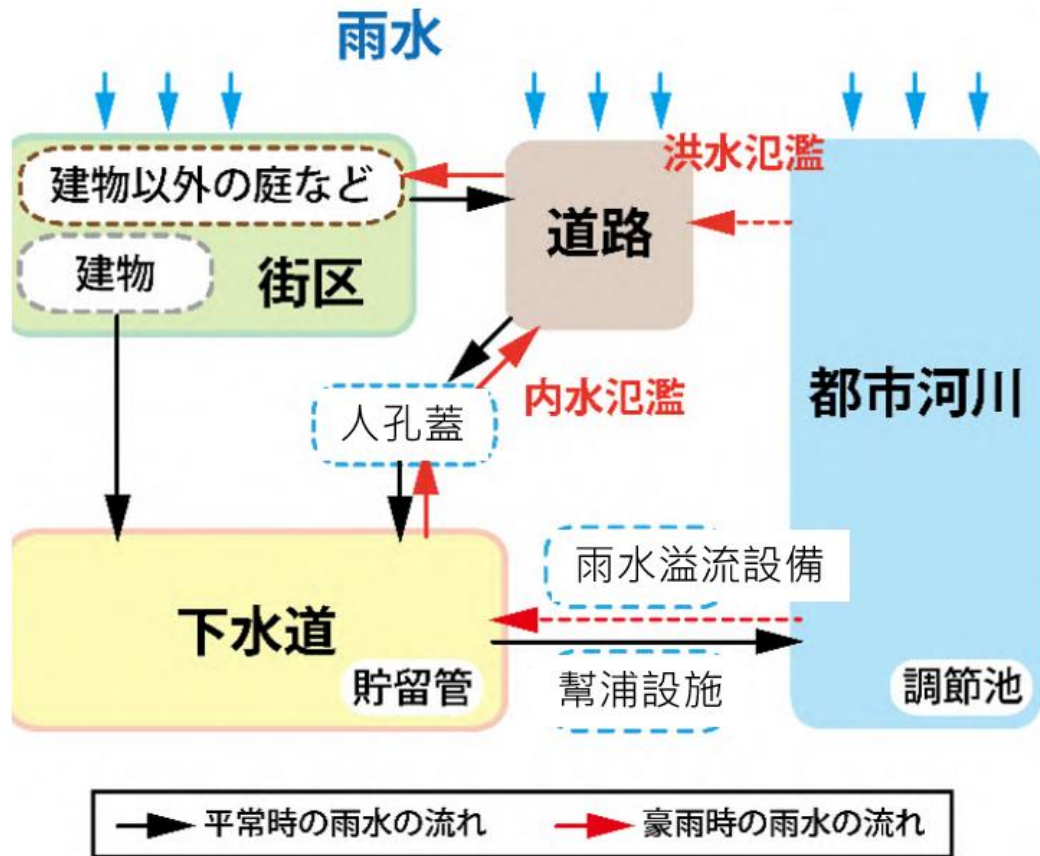 雨水
洪水氾濫
建物以外の庭など
道路
建物
街区
都市河川
人孔蓋
内水氾濫
雨水溢流設備
下水道
貯留管
幫浦設施
調節池
平常時の雨水の流れ
豪雨時の雨水の流れ